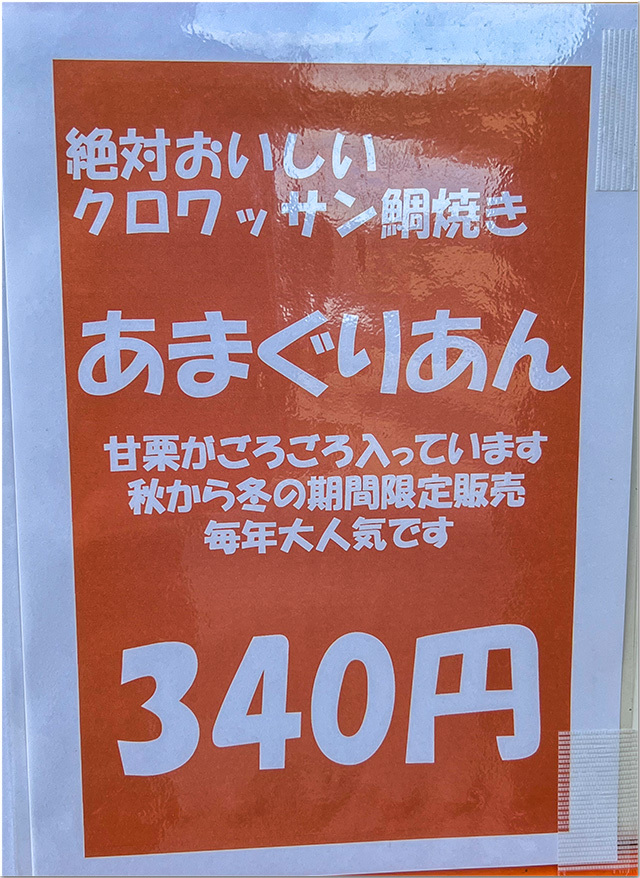 絶対おいしい
クロワッサン鯛焼き
あまぐりあん
甘栗がごろごろ入っています
秋から冬の期間限定販売
毎年大人気です
340円